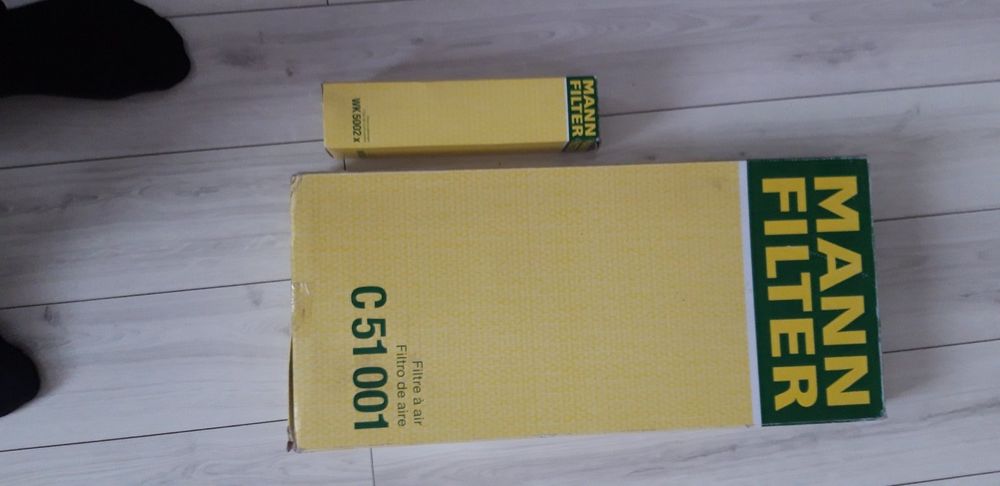 MANN
FILTER
WK 5002 x
MANN
FILTER
Filtre à air
Filtro de aire
C 51 001